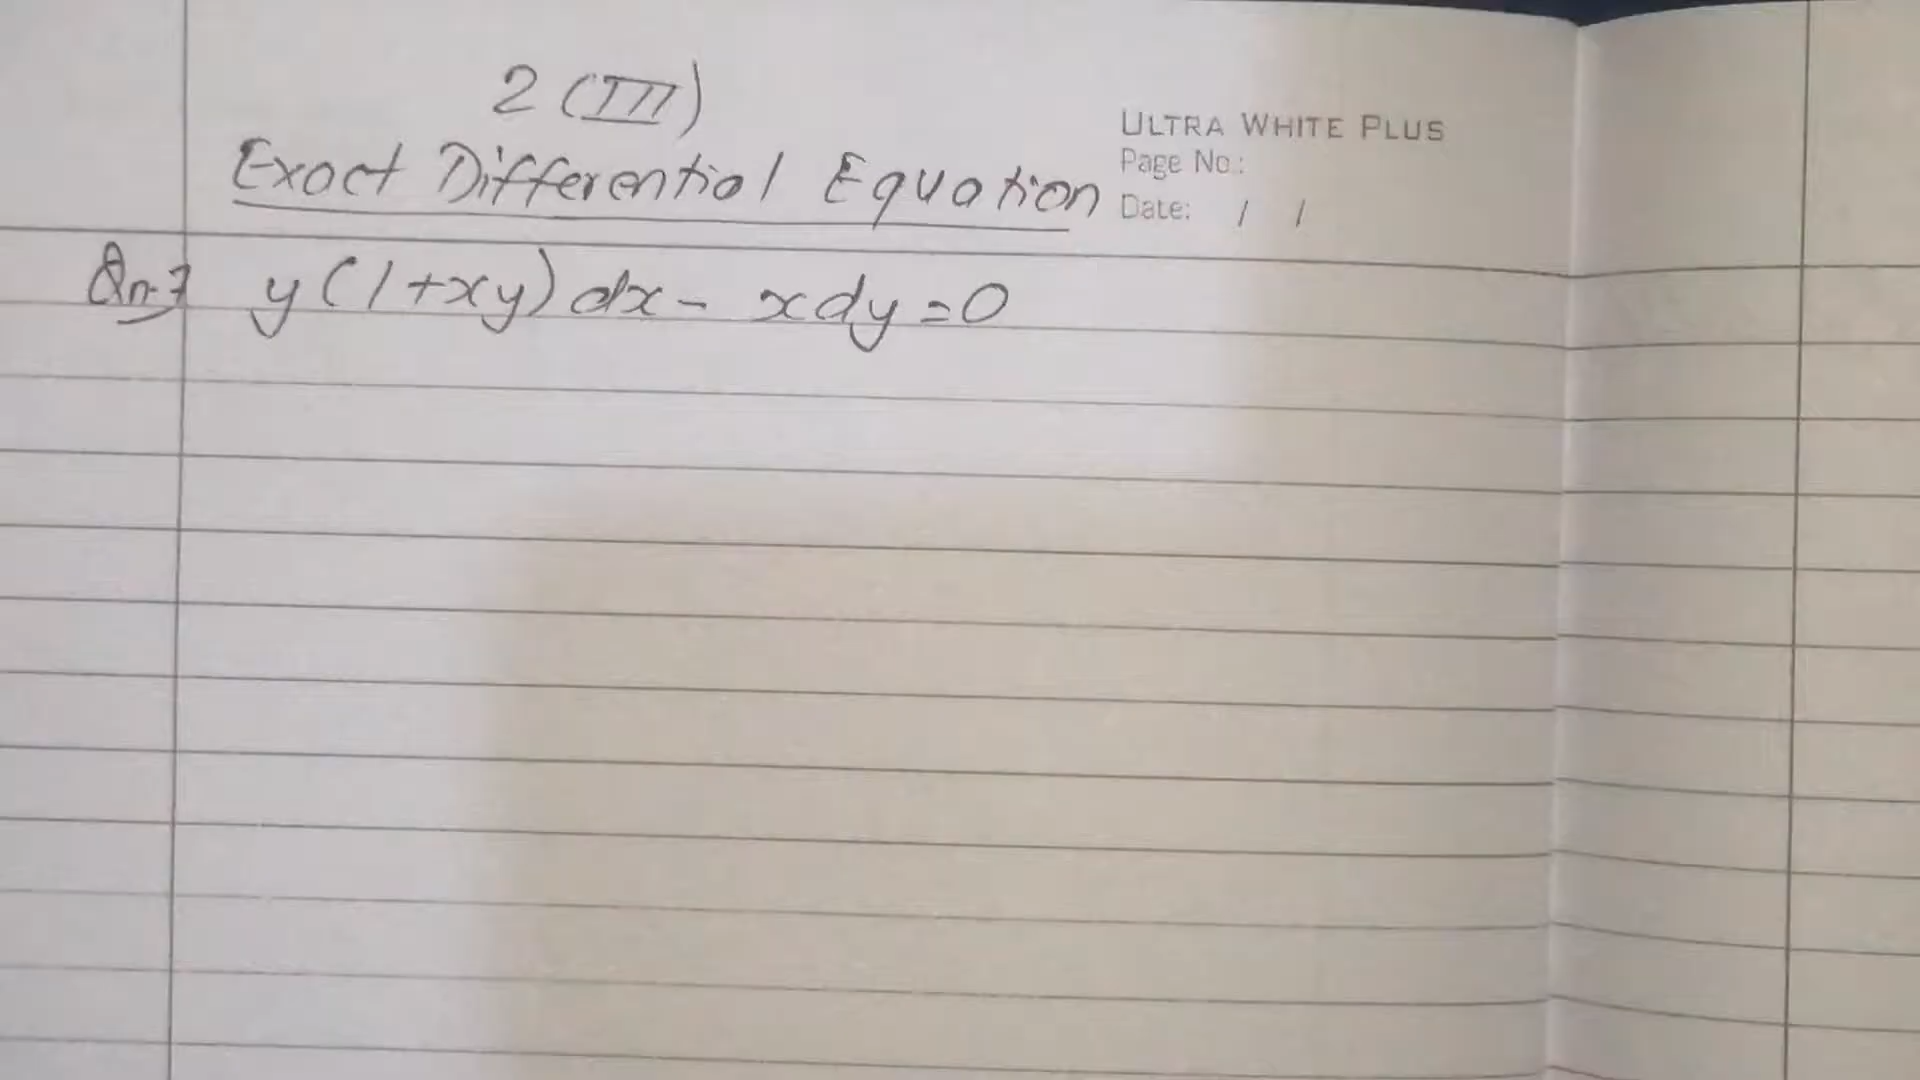 2 (III)
Exact Differential Equation
ULTRA WHITE PLUS
Page No.:
Date: / /
Qn-7 y(1+xy)dx - xdy=0